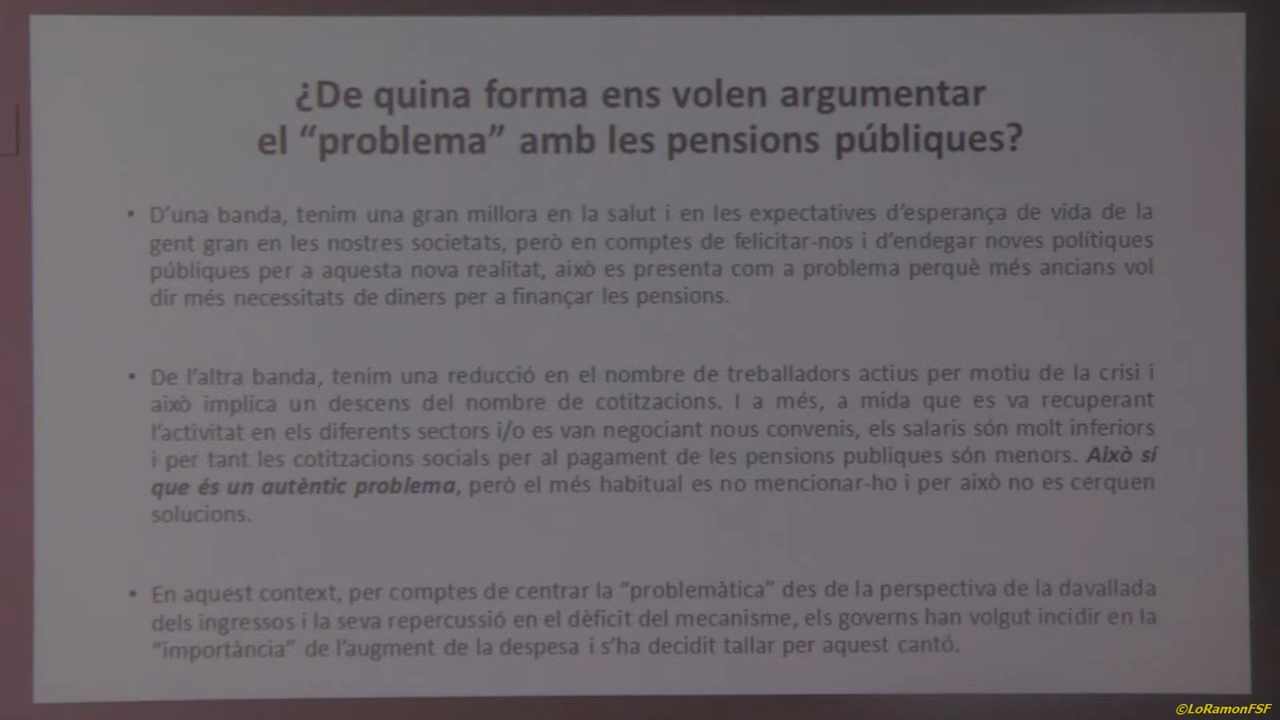 ¿De quina forma ens volen argumentar
el “problema” amb les pensions públiques?
• D’una banda, tenim una gran millora en la salut i en les expectatives d’esperança de vida de la
gent gran en les nostres societats, però en comptes de felicitar-nos i d’endegar noves polítiques
públiques per a aquesta nova realitat, això es presenta com a problema perquè més ancians vol
dir més necessitats de diners per a finançar les pensions.
• De l’altra banda, tenim una reducció en el nombre de treballadors actius per motiu de la crisi i
això implica un descens del nombre de cotitzacions. I a més, a mida que es va recuperant
l’activitat en els diferents sectors i/o es van negociant nous convenis, els salaris són molt inferiors
i per tant les cotitzacions socials per al pagament de les pensions publiques són menors. Això sí
que és un autèntic problema, però el més habitual es no mencionar-ho i per això no es cerquen
solucions.
• En aquest context, per comptes de centrar la “problemàtica” des de la perspectiva de la davallada
dels ingressos i la seva repercussió en el dèficit del mecanisme, els governs han volgut incidir en la
“importància” de l’augment de la despesa i s’ha decidit tallar per aquest cantó.
©LoRamonFSF